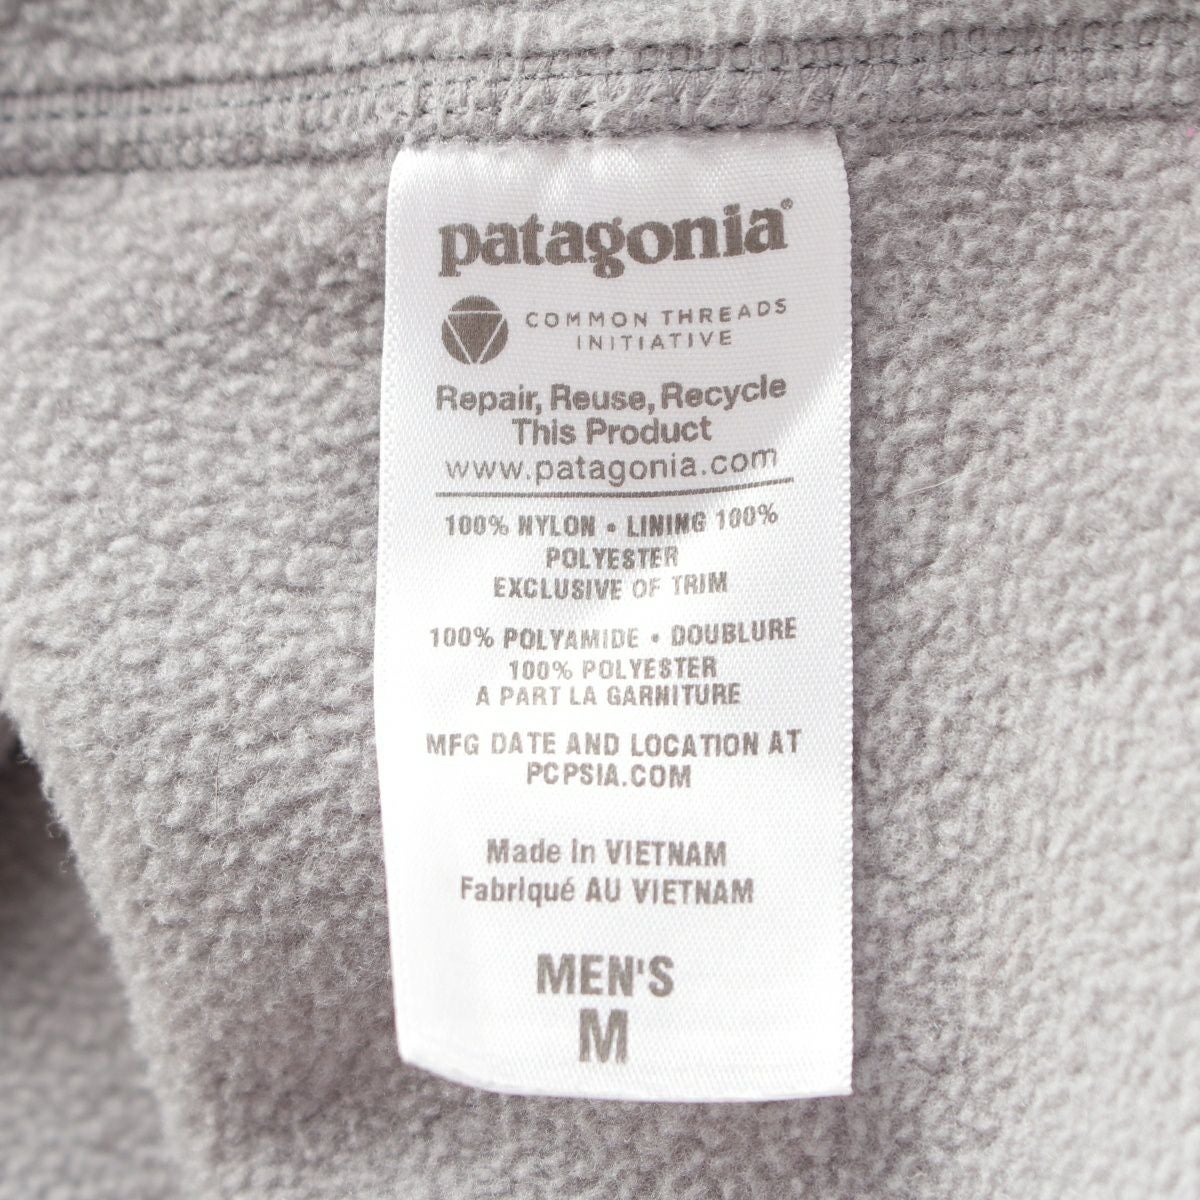 patagonia®
COMMON THREADS
INITIATIVE
Repair, Reuse, Recycle
This Product
www.patagonia.com
100% NYLON • LINING 100%
POLYESTER
EXCLUSIVE OF TRIM
100% POLYAMIDE • DOUBLURE
100% POLYESTER
A PART LA GARNITURE
MFG DATE AND LOCATION AT
PCPSIA.COM
Made in VIETNAM
Fabriqué AU VIETNAM
MEN'S
M